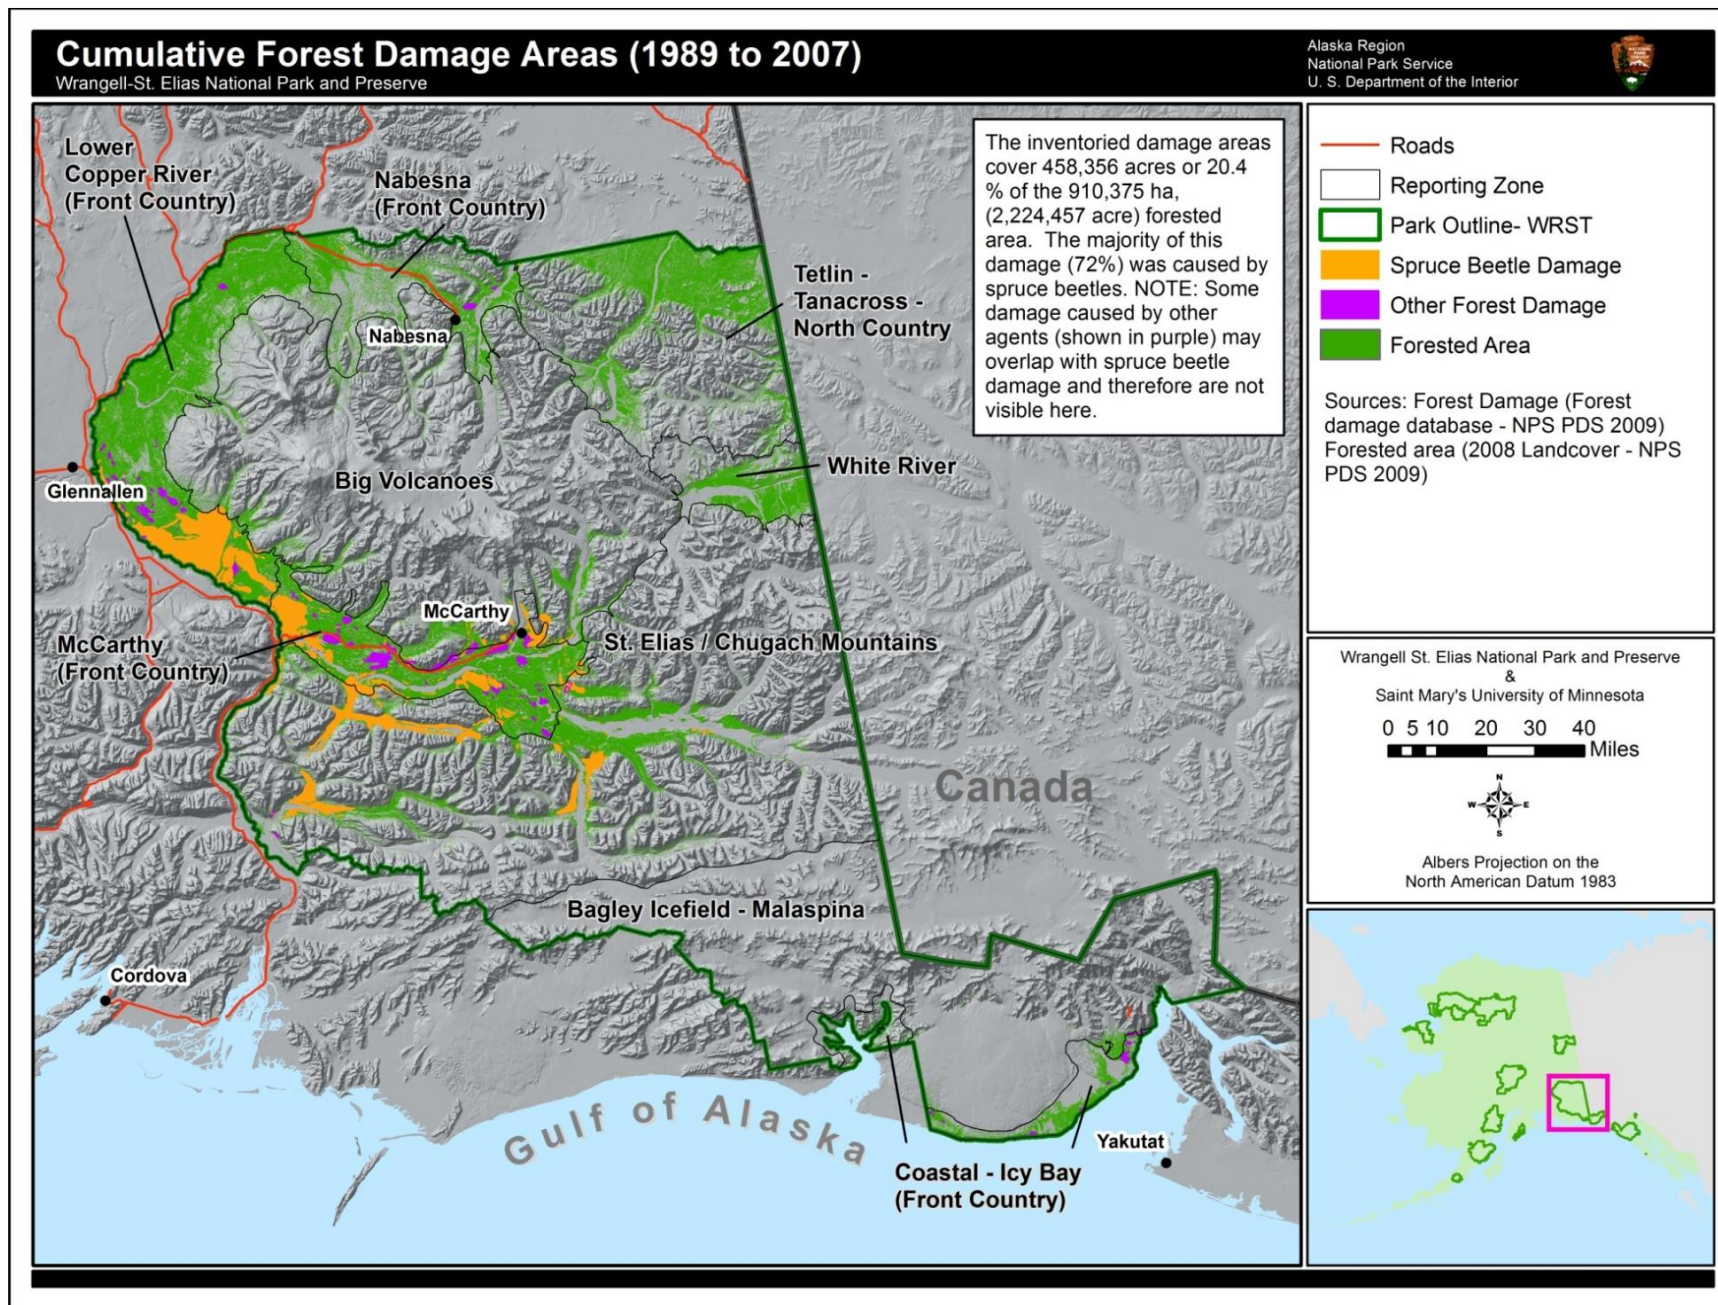 Cumulative Forest Damage Areas (1989 to 2007)
Wrangell-St. Elias National Park and Preserve
Alaska Region
National Park Service
U. S. Department of the Interior
Lower
Copper River
(Front Country)
Nabesna
(Front Country)
The inventoried damage areas
cover 458,356 acres or 20.4
% of the 910,375 ha,
(2,224,457 acre) forested
area. The majority of this
damage (72%) was caused by
spruce beetles. NOTE: Some
damage caused by other
agents (shown in purple) may
overlap with spruce beetle
damage and therefore are not
visible here.
Tetlin -
Tanacross -
North Country
Nabesna
White River
Big Volcanoes
Glennallen
McCarthy
St. Elias / Chugach Mountains
McCarthy
(Front Country)
Canada
Bagley Icefield - Malaspina
Cordova
Gulf of Alaska
Yakutat
Coastal - Icy Bay
(Front Country)
Roads
Reporting Zone
Park Outline- WRST
Spruce Beetle Damage
Other Forest Damage
Forested Area
Sources: Forest Damage (Forest
damage database - NPS PDS 2009)
Forested area (2008 Landcover - NPS
PDS 2009)
Wrangell St. Elias National Park and Preserve
&
Saint Mary's University of Minnesota
0 5 10 20 30 40
Miles
N
W E
S
Albers Projection on the
North American Datum 1983